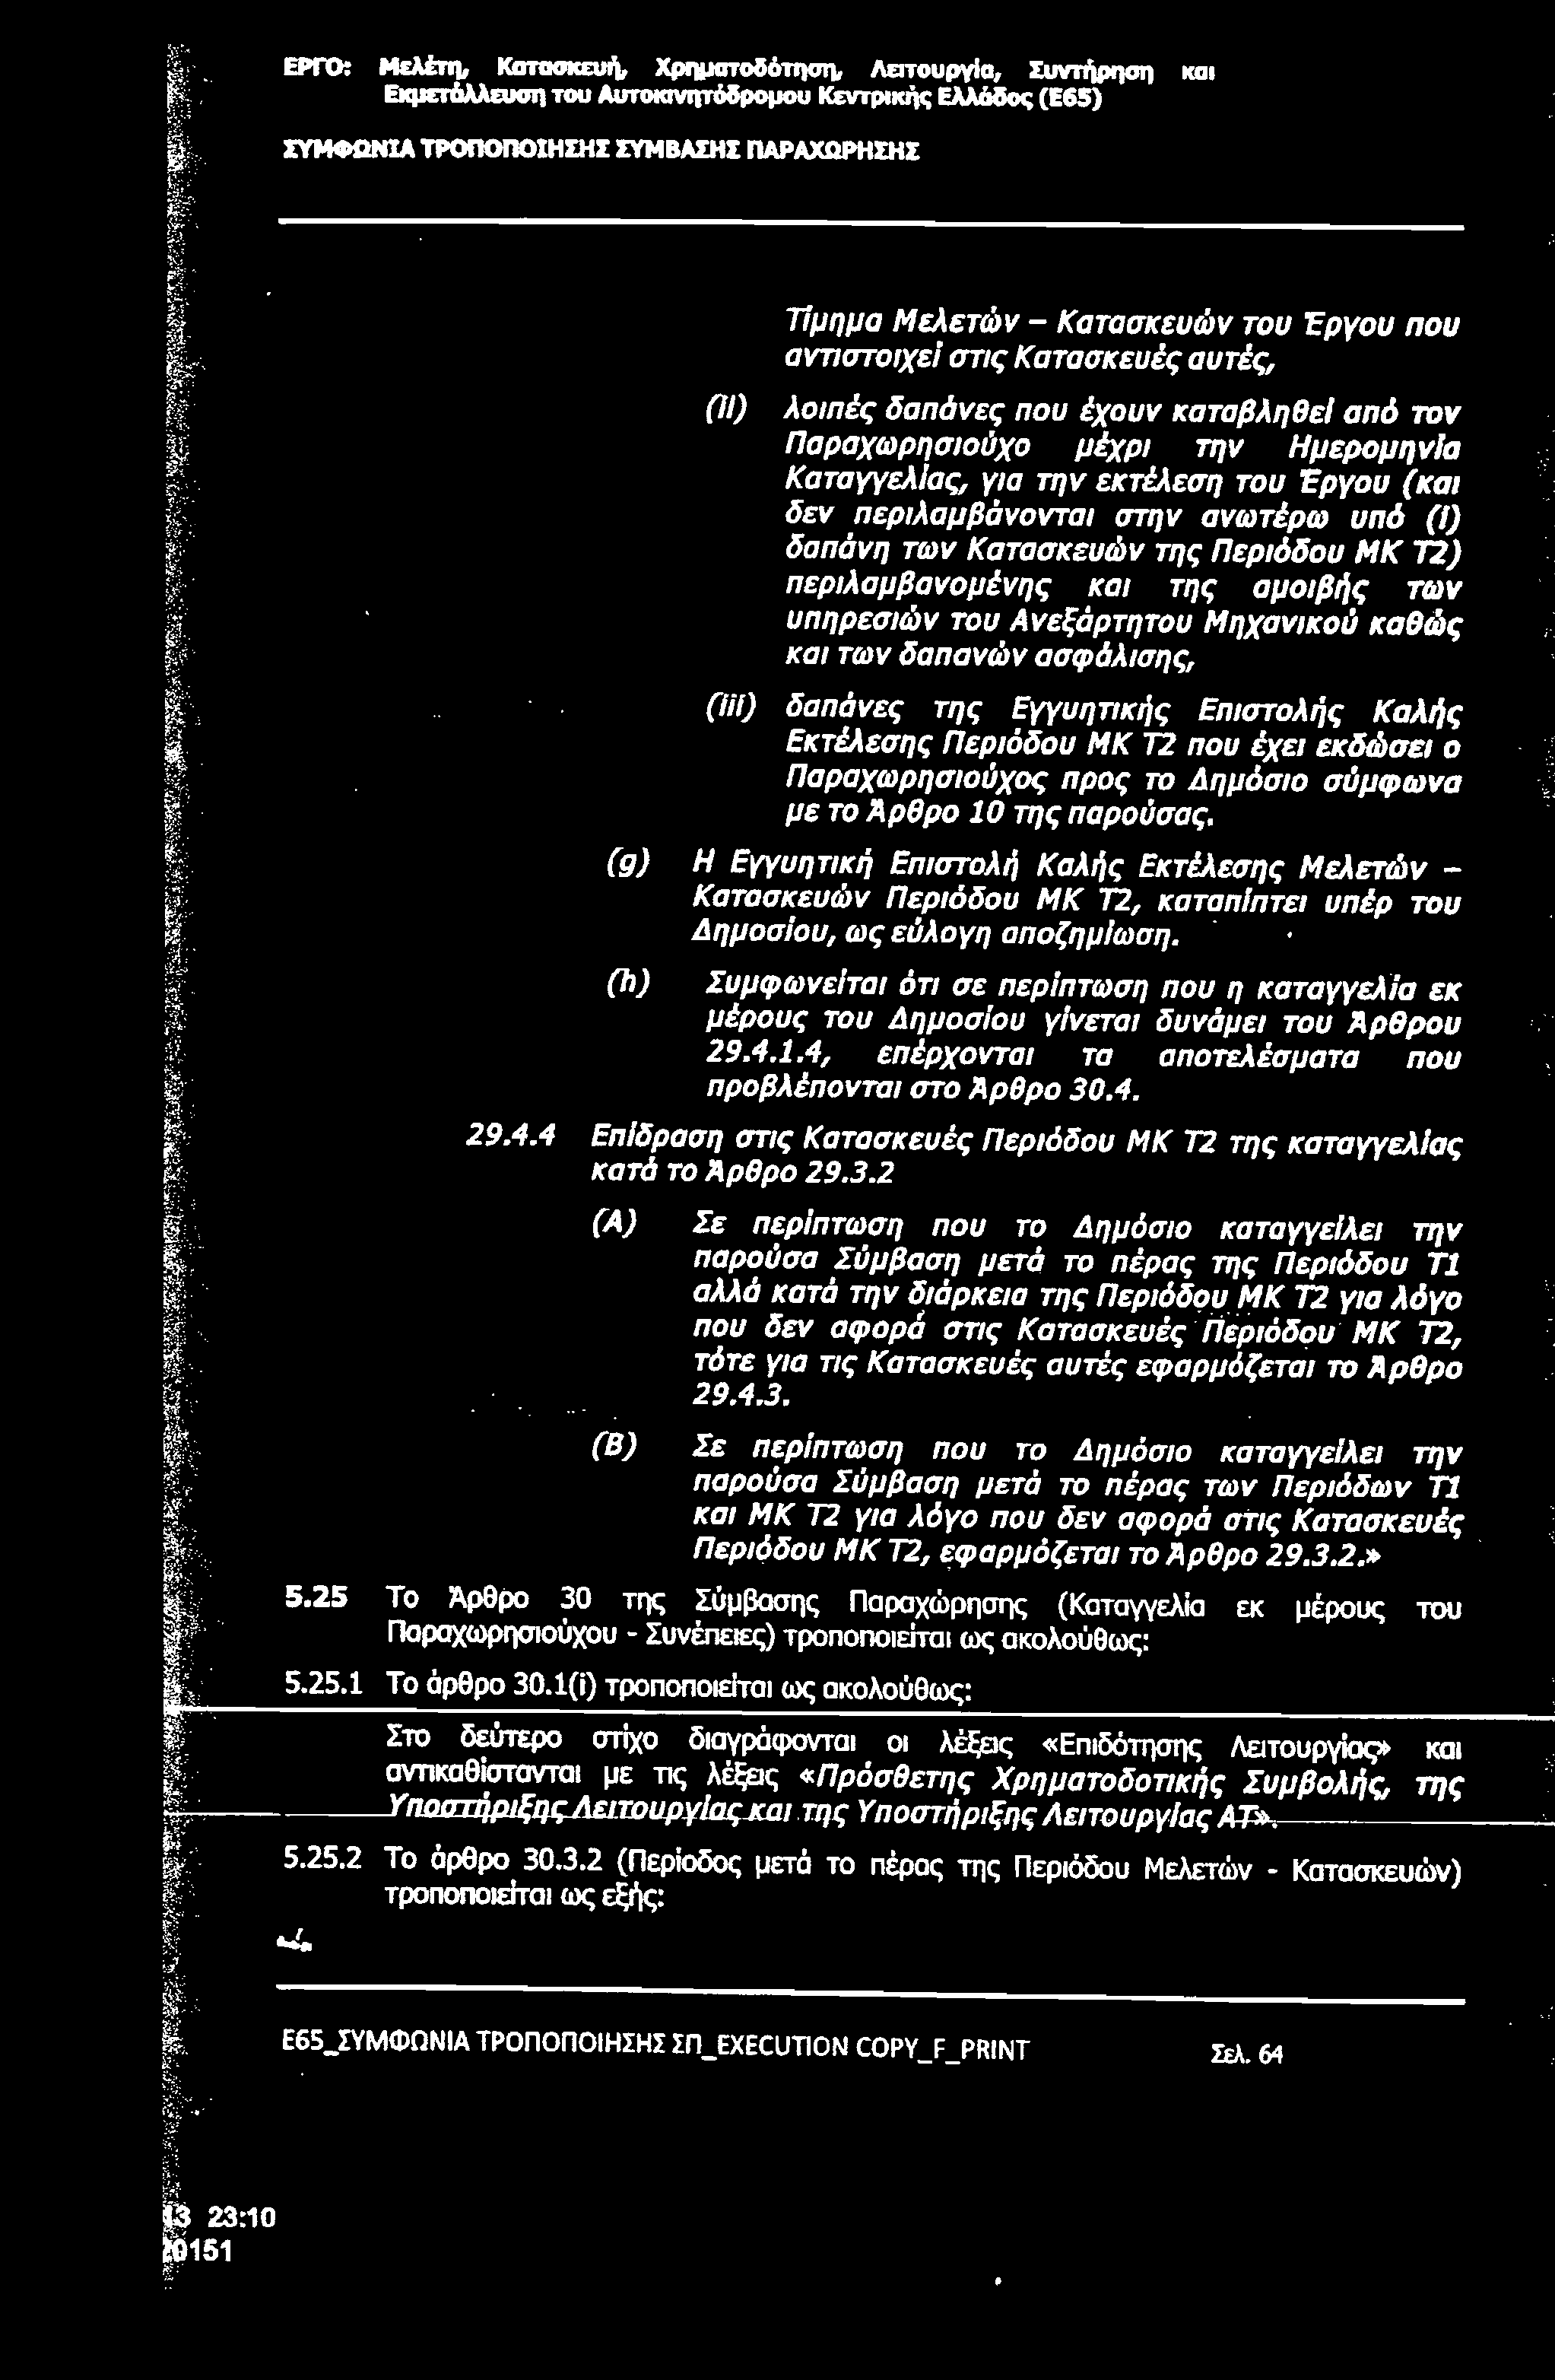 ΕΡΓΟ: Μελέτη, Κατασκευή, Χρηματοδότηση, Λειτουργία, Συντήρηση και
Εκμετάλλευση του Αυτοκινητόδρομου Κεντρικής Ελλάδος (Ε65)
ΣΥΜΦΩΝΙΑ ΤΡΟΠΟΠΟΙΗΣΗΣ ΣΥΜΒΑΣΗΣ ΠΑΡΑΧΩΡΗΣΗΣ
Τίμημα Μελετών – Κατασκευών του Έργου που
αντιστοιχεί στις Κατασκευές αυτές,
(ii) λοιπές δαπάνες που έχουν καταβληθεί από τον
Παραχωρησιούχο μέχρι την Ημερομηνία
Καταγγελίας, για την εκτέλεση του Έργου (και
δεν περιλαμβάνονται στην ανωτέρω υπό (i)
δαπάνη των Κατασκευών της Περιόδου ΜΚ Τ2)
περιλαμβανομένης και της αμοιβής των
υπηρεσιών του Ανεξάρτητου Μηχανικού καθώς
και των δαπανών ασφάλισης,
(iii) δαπάνες της Εγγυητικής Επιστολής Καλής
Εκτέλεσης Περιόδου ΜΚ Τ2 που έχει εκδώσει ο
Παραχωρησιούχος προς το Δημόσιο σύμφωνα
με το Άρθρο 10 της παρούσας.
(g) Η Εγγυητική Επιστολή Καλής Εκτέλεσης Μελετών –
Κατασκευών Περιόδου ΜΚ Τ2, καταπίπτει υπέρ του
Δημοσίου, ως εύλογη αποζημίωση.
(h) Συμφωνείται ότι σε περίπτωση που η καταγγελία εκ
μέρους του Δημοσίου γίνεται δυνάμει του Άρθρου
29.4.1.4, επέρχονται τα αποτελέσματα που
προβλέπονται στο Άρθρο 30.4.
29.4.4 Επίδραση στις Κατασκευές Περιόδου ΜΚ Τ2 της καταγγελίας
κατά το Άρθρο 29.3.2
(Α) Σε περίπτωση που το Δημόσιο καταγγείλει την
παρούσα Σύμβαση μετά το πέρας της Περιόδου Τ1
αλλά κατά την διάρκεια της Περιόδου ΜΚ Τ2 για λόγο
που δεν αφορά στις Κατασκευές Περιόδου ΜΚ Τ2,
τότε για τις Κατασκευές αυτές εφαρμόζεται το Άρθρο
29.4.3.
(Β) Σε περίπτωση που το Δημόσιο καταγγείλει την
παρούσα Σύμβαση μετά το πέρας των Περιόδων Τ1
και ΜΚ Τ2 για λόγο που δεν αφορά στις Κατασκευές
Περιόδου ΜΚ Τ2, εφαρμόζεται το Άρθρο 29.3.2.»
5.25 Το Άρθρο 30 της Σύμβασης Παραχώρησης (Καταγγελία εκ μέρους του
Παραχωρησιούχου - Συνέπειες) τροποποιείται ως ακολούθως:
5.25.1 Το άρθρο 30.1(i) τροποποιείται ως ακολούθως:
Στο δεύτερο στίχο διαγράφονται οι λέξεις «Επιδότησης Λειτουργίας» και
αντικαθίστανται με τις λέξεις «Πρόσθετης Χρηματοδοτικής Συμβολής, της
Υποστήριξης Λειτουργίας και της Υποστήριξης Λειτουργίας ΑΤ».
5.25.2 Το άρθρο 30.3.2 (Περίοδος μετά το πέρας της Περιόδου Μελετών - Κατασκευών)
τροποποιείται ως εξής:
Ε65_ΣΥΜΦΩΝΙΑ ΤΡΟΠΟΠΟΙΗΣΗΣ ΣΠ_EXECUTION COPY_F_PRINT Σελ. 64
13 23:10
20151